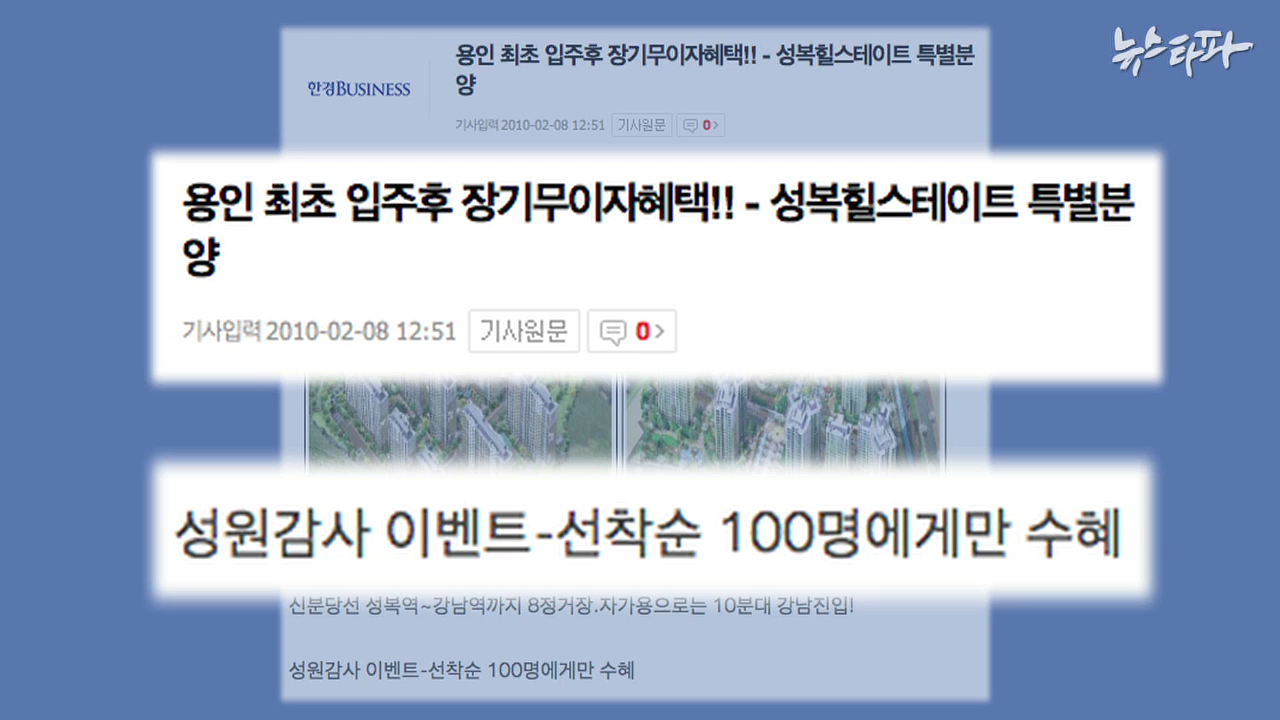 뉴스타파
한경BUSINESS
용인 최초 입주후 장기무이자혜택!! - 성복힐스테이트 특별분
양
기사입력 2010-02-08 12:51 기사원문 0
용인 최초 입주후 장기무이자혜택!! - 성복힐스테이트 특별분
양
기사입력 2010-02-08 12:51 기사원문 0
성원감사 이벤트-선착순 100명에게만 수혜
신분당선 성복역~강남역까지 8정거장.자가용으로는 10분대 강남진입!
성원감사 이벤트-선착순 100명에게만 수혜